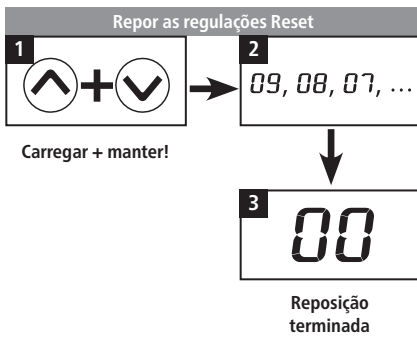 Repor as regulações Reset
1
2
+
09, 08, 07, ...
Carregar + manter!
3
00
Reposição
terminada